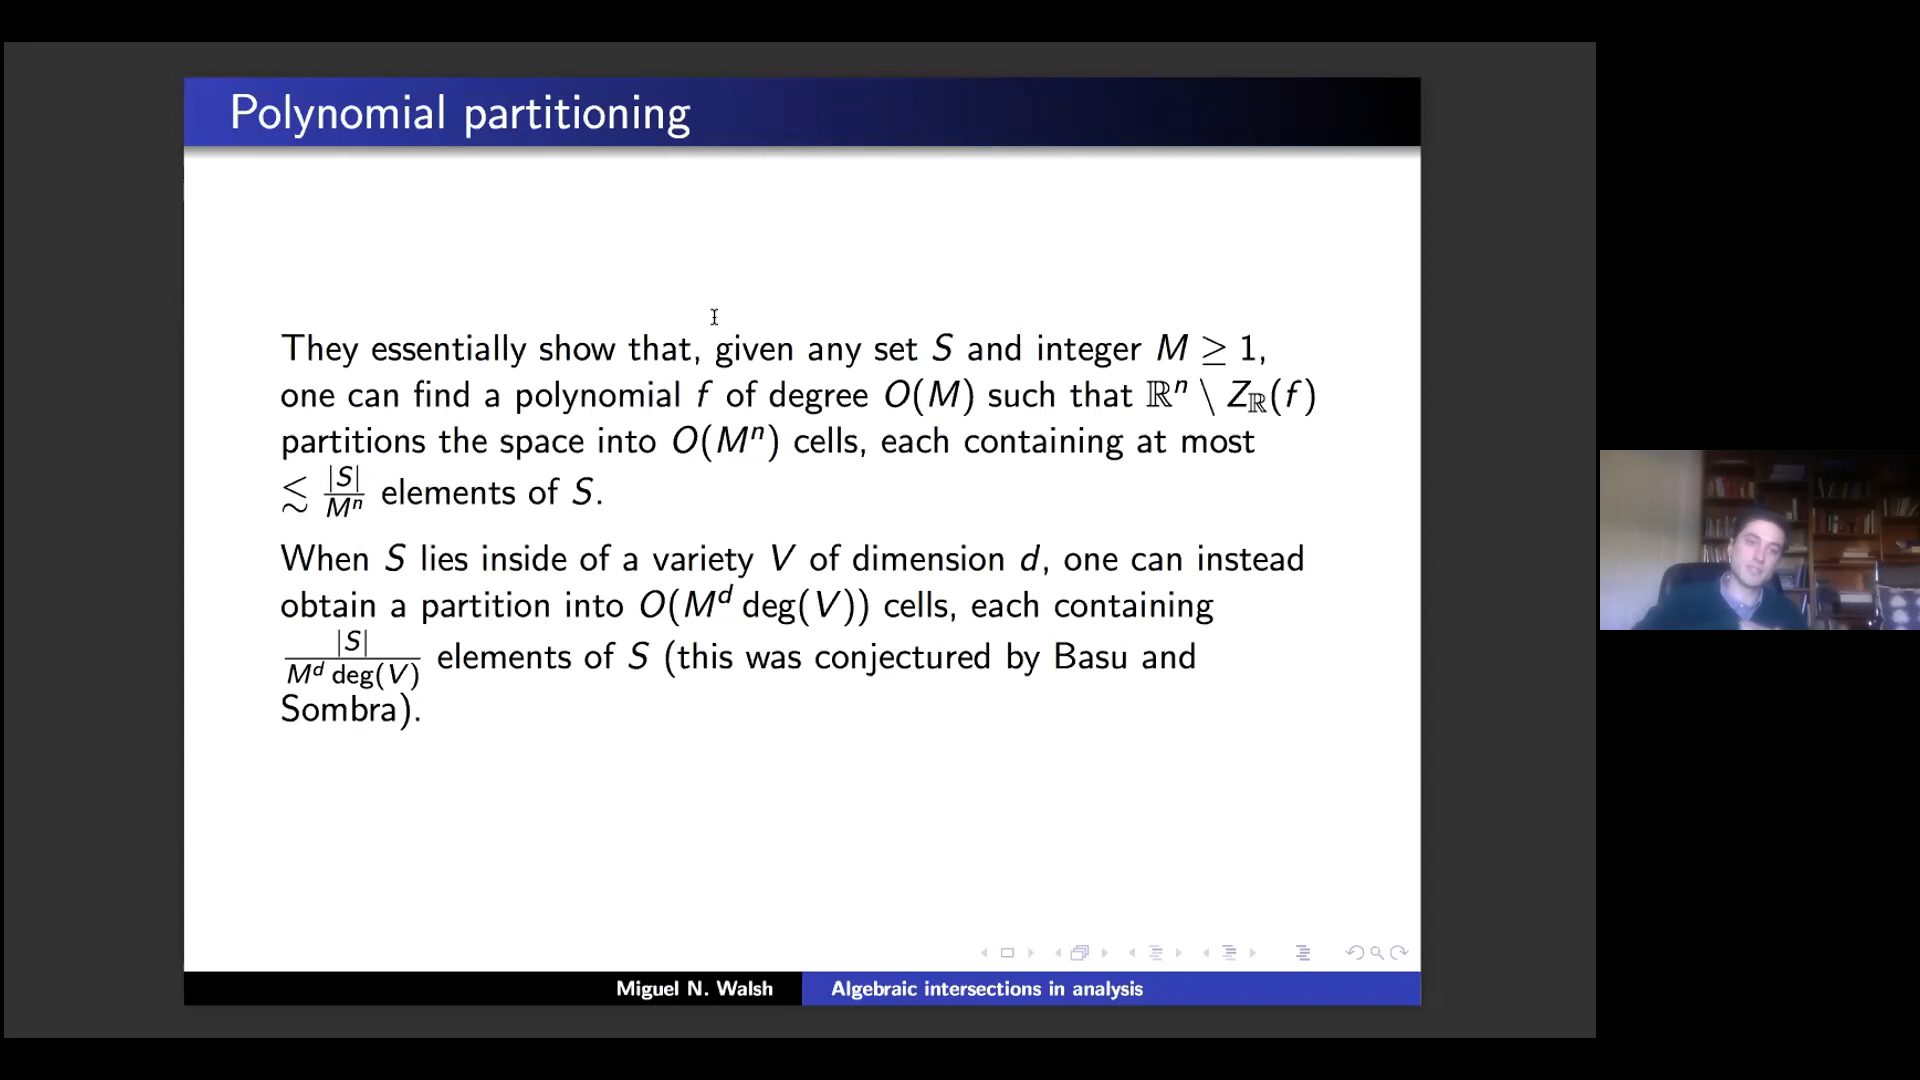 Polynomial partitioning
They essentially show that, given any set S and integer M ≥ 1,
one can find a polynomial f of degree O(M) such that ℝⁿ \ Z_ℝ(f)
partitions the space into O(Mⁿ) cells, each containing at most
≲ |S|/Mⁿ elements of S.
When S lies inside of a variety V of dimension d, one can instead
obtain a partition into O(Mᵈ deg(V)) cells, each containing
|S|/(Mᵈ deg(V)) elements of S (this was conjectured by Basu and
Sombra).
Miguel N. Walsh Algebraic intersections in analysis